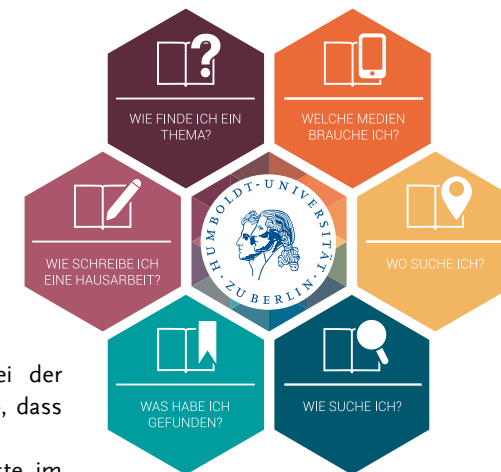 WIE FINDE ICH EIN
THEMA?
WELCHE MEDIEN
BRAUCHE ICH?
WIE SCHREIBE ICH
EINE HAUSARBEIT?
HUMBOLDT-UNIVERSITÄT
ZU BERLIN
WO SUCHE ICH?
WAS HABE ICH
GEFUNDEN?
WIE SUCHE ICH?
ei der
, dass
im